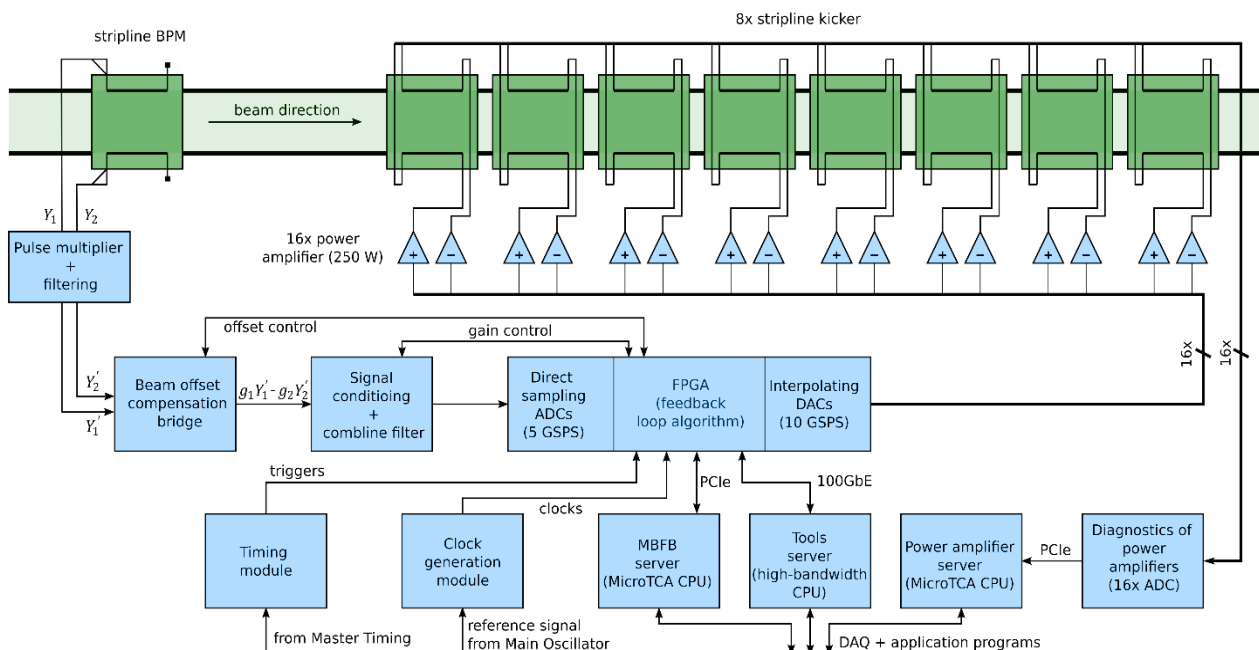 8x stripline kicker
stripline BPM
beam direction
Y₁
Y₂
Pulse multiplier
+
filtering
16x power
amplifier (250 W)
+ − + − + − + − + − + − + − + −
offset control
gain control
16x
16x
Y₂′
Y₁′
Beam offset
compensation
bridge
g₁Y₁′- g₂Y₂′
Signal
conditioing
+
combline filter
Direct
sampling
ADCs
(5 GSPS)
FPGA
(feedback
loop algorithm)
Interpolating
DACs
(10 GSPS)
triggers
clocks
PCIe
100GbE
Timing
module
Clock
generation
module
MBFB
server
(MicroTCA CPU)
Tools
server
(high-bandwidth
CPU)
Power amplifier
server
(MicroTCA CPU)
PCIe
Diagnostics of
power
amplifiers
(16x ADC)
from Master Timing
reference signal
from Main Oscillator
DAQ + application programs